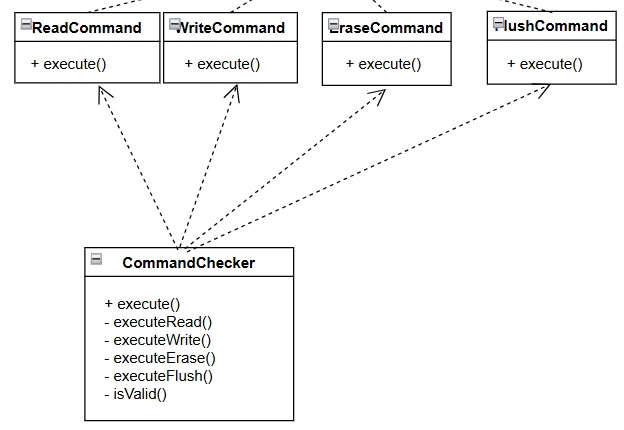 ReadCommand
WriteCommand
EraseCommand
FlushCommand
+ execute()
+ execute()
+ execute()
+ execute()
CommandChecker
+ execute()
- executeRead()
- executeWrite()
- executeErase()
- executeFlush()
- isValid()